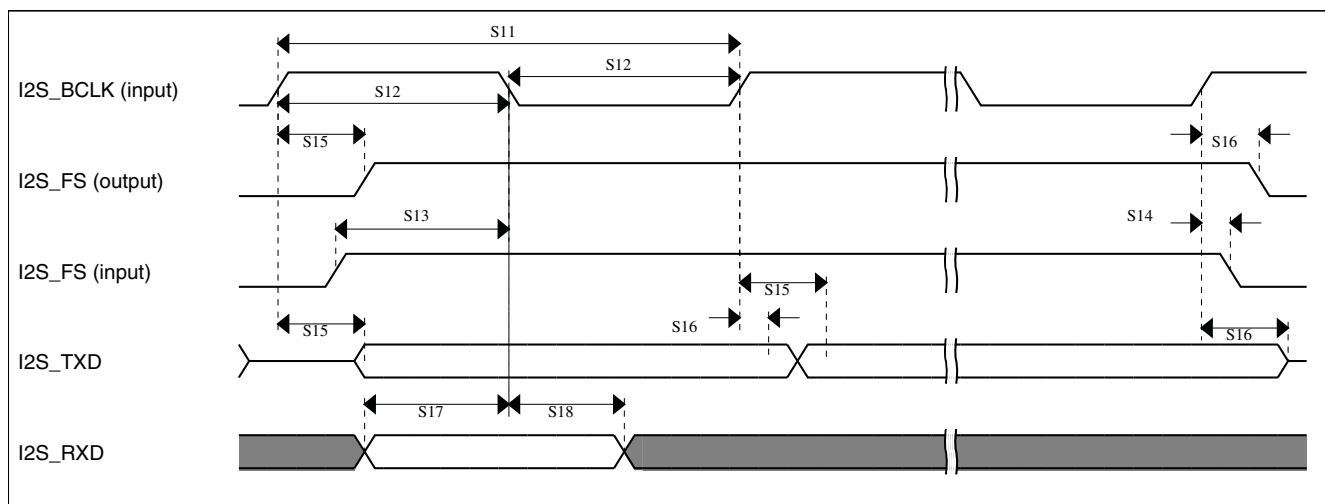 S11
S12
I2S_BCLK (input)
S12
S15
S16
I2S_FS (output)
S13
S14
I2S_FS (input)
S15
S15
S16
S16
I2S_TXD
S17
S18
I2S_RXD